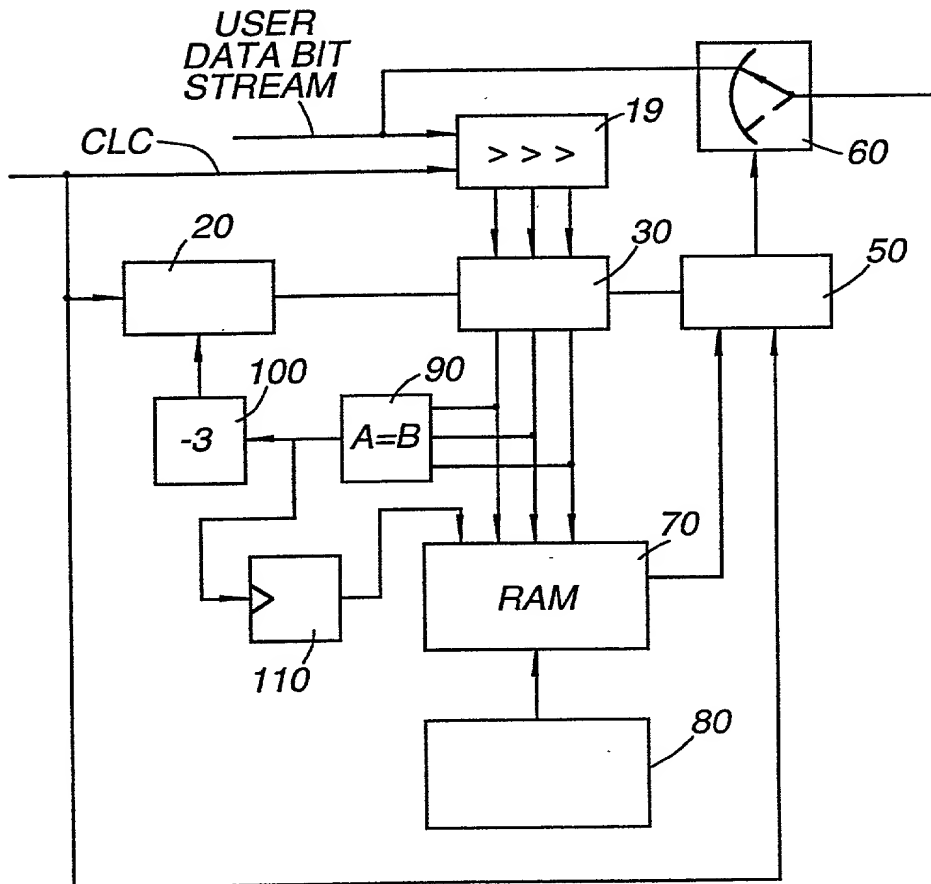 USER
DATA BIT
STREAM
19
> > >
60
CLC
20
30
50
100
-3
90
A=B
70
RAM
110
80